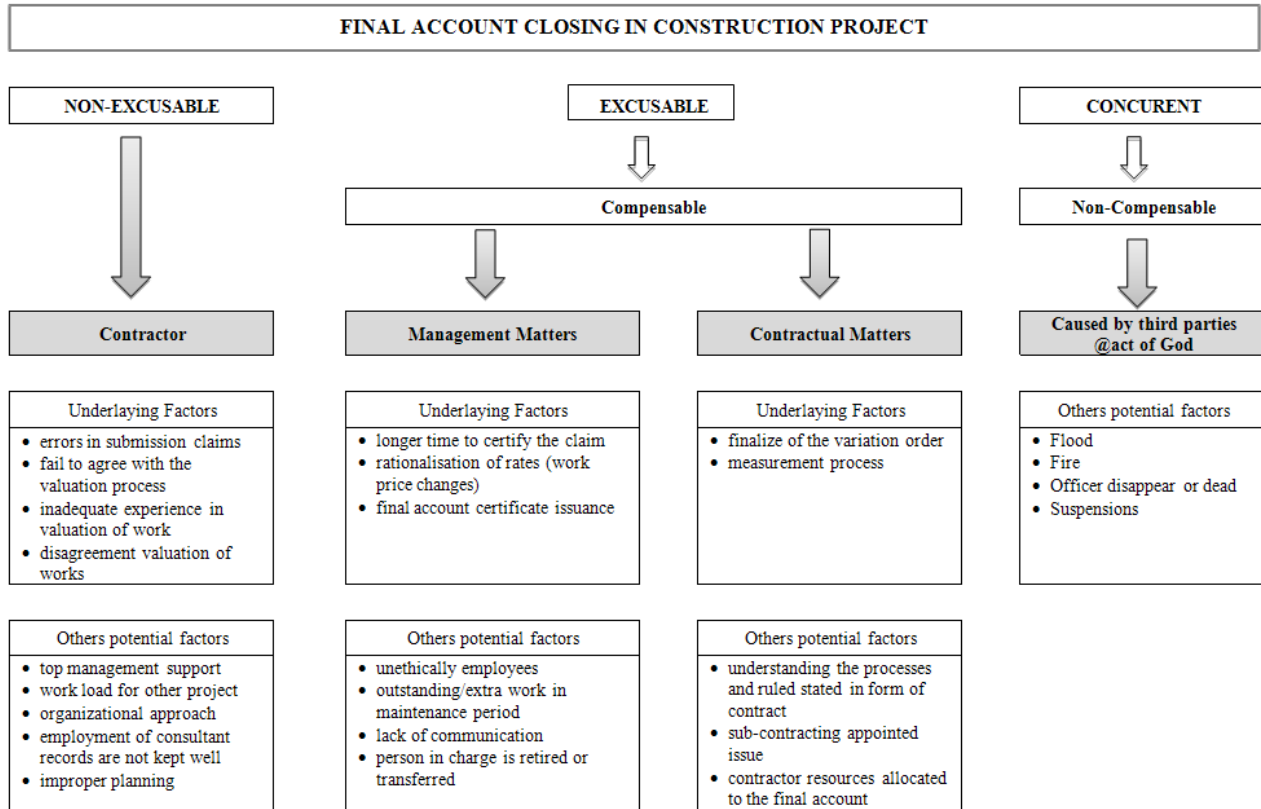 FINAL ACCOUNT CLOSING IN CONSTRUCTION PROJECT
NON-EXCUSABLE
EXCUSABLE
CONCURENT
Compensable
Non-Compensable
Contractor
Management Matters
Contractual Matters
Caused by third parties
@act of God
Underlaying Factors
• errors in submission claims
• fail to agree with the
valuation process
• inadequate experience in
valuation of work
• disagreement valuation of
works
Underlaying Factors
• longer time to certify the claim
• rationalisation of rates (work
price changes)
• final account certificate issuance
Underlaying Factors
• finalize of the variation order
• measurement process
Others potential factors
• Flood
• Fire
• Officer disappear or dead
• Suspensions
Others potential factors
• top management support
• work load for other project
• organizational approach
• employment of consultant
records are not kept well
• improper planning
Others potential factors
• unethically employees
• outstanding/extra work in
maintenance period
• lack of communication
• person in charge is retired or
transferred
Others potential factors
• understanding the processes
and ruled stated in form of
contract
• sub-contracting appointed
issue
• contractor resources allocated
to the final account